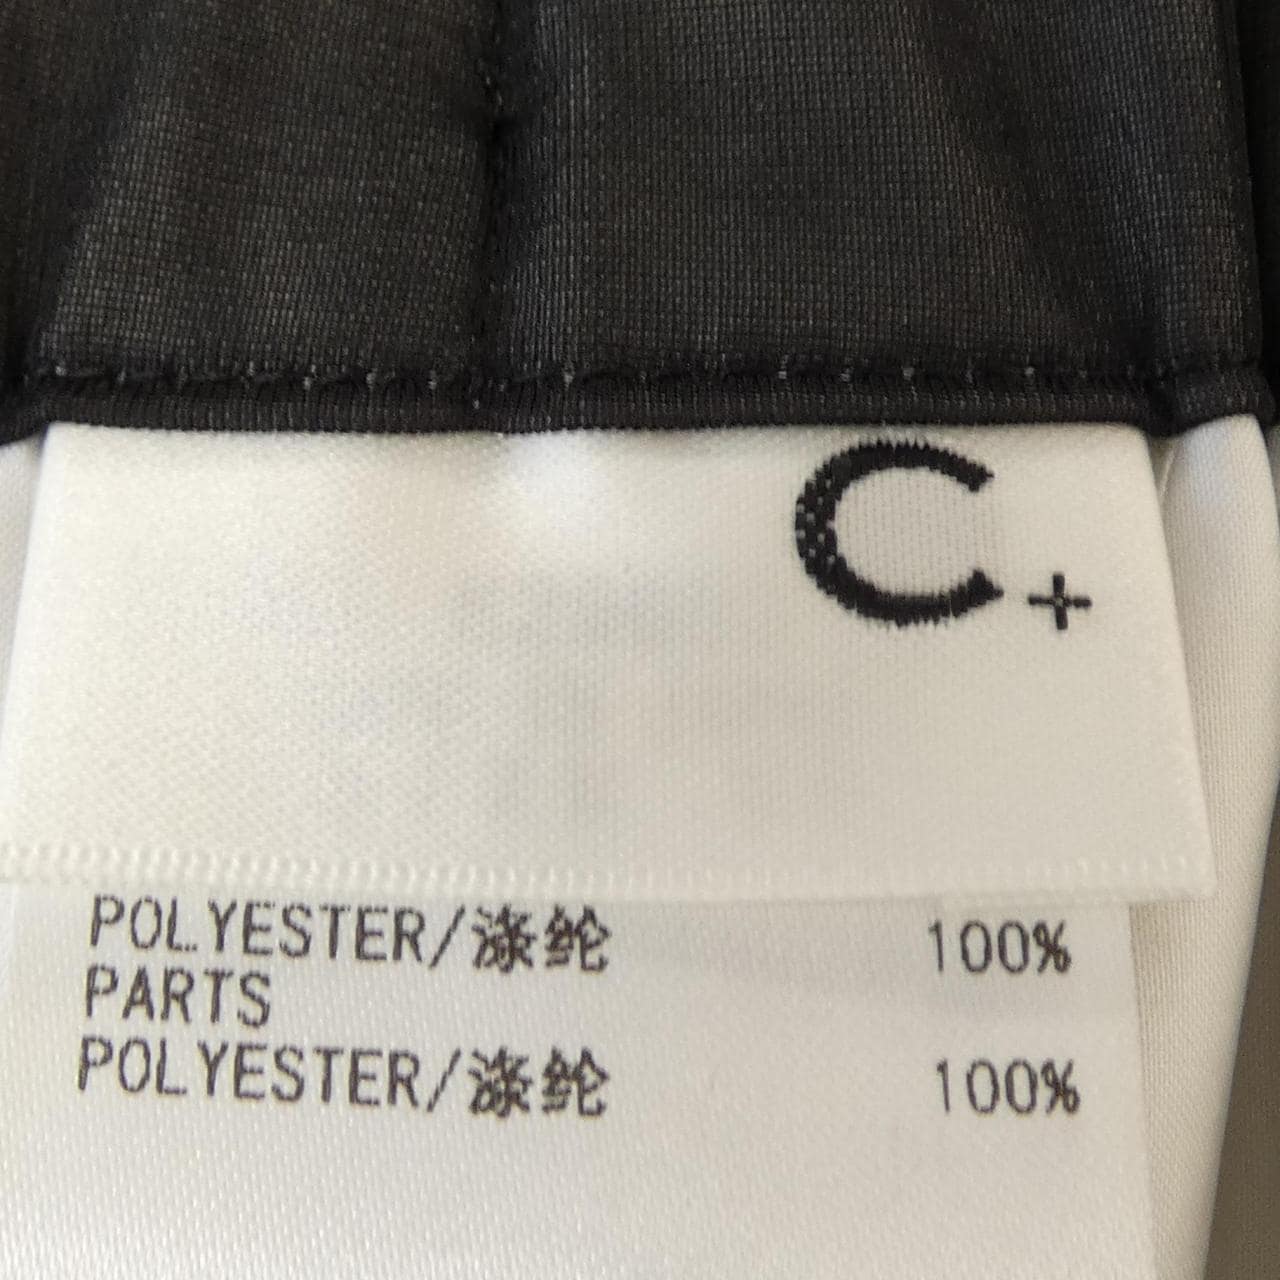 C+
POLYESTER/涤纶 100%
PARTS
POLYESTER/涤纶 100%